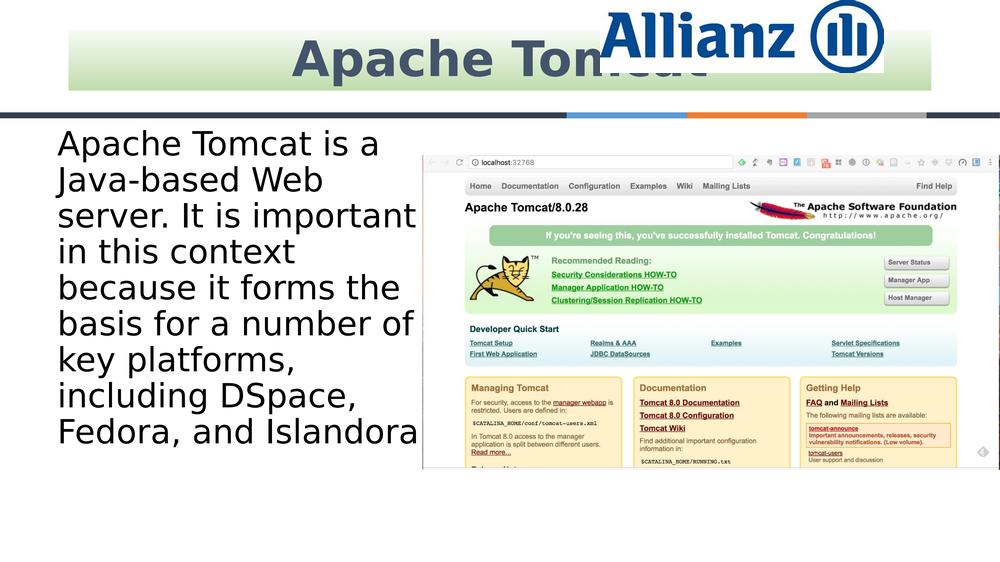 Allianz
Apache Tomcat
Apache Tomcat is a
Java-based Web
server. It is important
in this context
because it forms the
basis for a number of
key platforms,
including DSpace,
Fedora, and Islandora
localhost:32768
Home Documentation Configuration Examples Wiki Mailing Lists Find Help
Apache Tomcat/8.0.28
The Apache Software Foundation
http://www.apache.org/
If you're seeing this, you've successfully installed Tomcat. Congratulations!
TM
Recommended Reading:
Security Considerations HOW-TO
Manager Application HOW-TO
Clustering/Session Replication HOW-TO
Server Status
Manager App
Host Manager
Developer Quick Start
Tomcat Setup
First Web Application
Realms & AAA
JDBC DataSources
Examples
Servlet Specifications
Tomcat Versions
Managing Tomcat
For security, access to the manager webapp is
restricted. Users are defined in:
$CATALINA_HOME/conf/tomcat-users.xml
In Tomcat 8.0 access to the manager
application is split between different users.
Read more...
Documentation
Tomcat 8.0 Documentation
Tomcat 8.0 Configuration
Tomcat Wiki
Find additional important configuration
information in:
$CATALINA_HOME/RUNNING.txt
Getting Help
FAQ and Mailing Lists
The following mailing lists are available:
tomcat-announce
Important announcements, releases, security
vulnerability notifications. (Low volume).
tomcat-users
User support and discussion